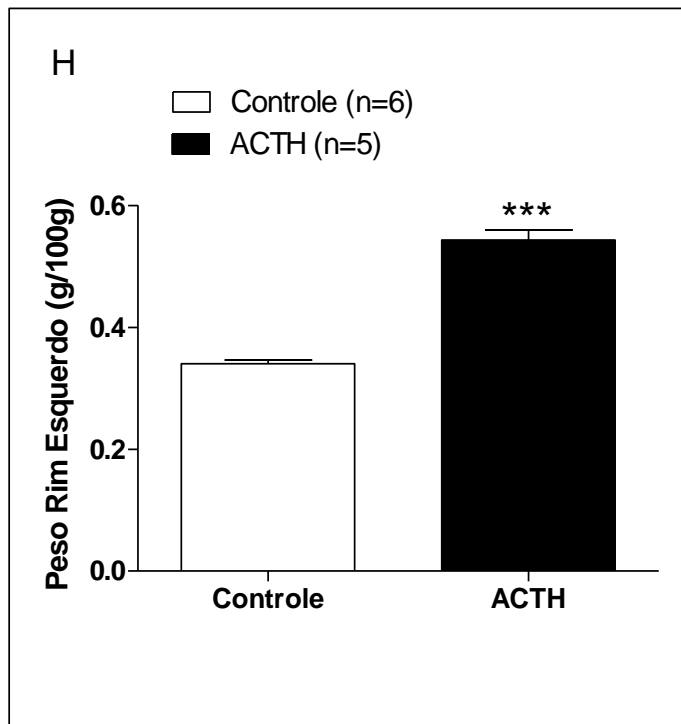 H
Controle (n=6)
ACTH (n=5)
Peso Rim Esquerdo (g/100g)
0.6
0.4
0.2
0.0
***
Controle
ACTH